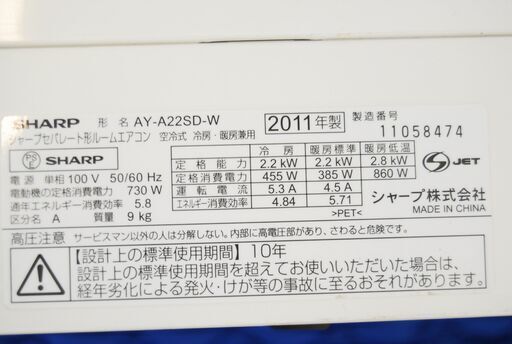 SHARP 形名 AY-A22SD-W 2011年製 製造番号
シャープセパレート形ルームエアコン 空冷式 冷房・暖房兼用 11058474
PSE SHARP 冷房 暖房標準 暖房低温
定格能力 2.2 kW 2.2 kW 2.8 kW
電源 単相 100 V 50/60 Hz 定格消費電力 455 W 385 W 860 W
電動機の定格消費電力 730 W 運転電流 5.3 A 4.5 A
通年エネルギー消費効率 5.8 エネルギー消費効率 4.84 5.71
区分名 A 質量 9 kg >PET<
S JET
シャープ株式会社
MADE IN CHINA
高圧注意 サービスマン以外の人は分解しない。内部に高電圧部があり、さわると危険です。
【設計上の標準使用期間】10年
設計上の標準使用期間を超えてお使いいただいた場合は、
経年劣化による発火・けが等の事故に至るおそれがあります。